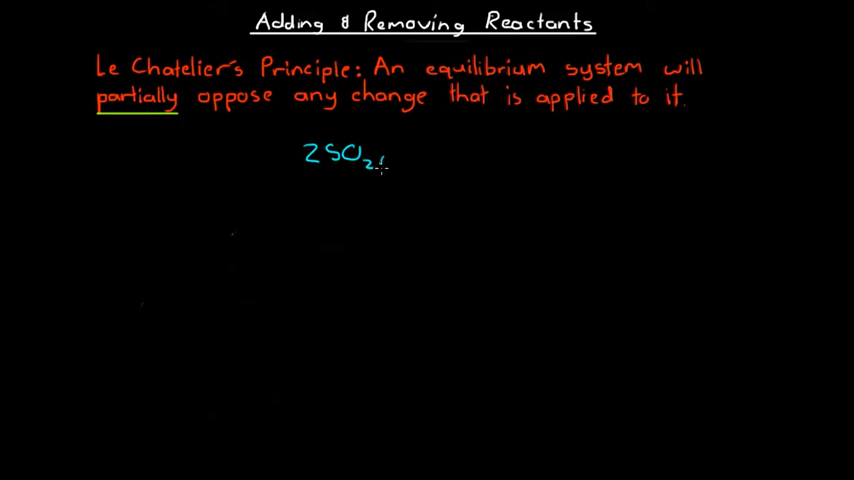 Adding & Removing Reactants
Le Chatelier's Principle: An equilibrium system will
partially oppose any change that is applied to it.
2SO₂(